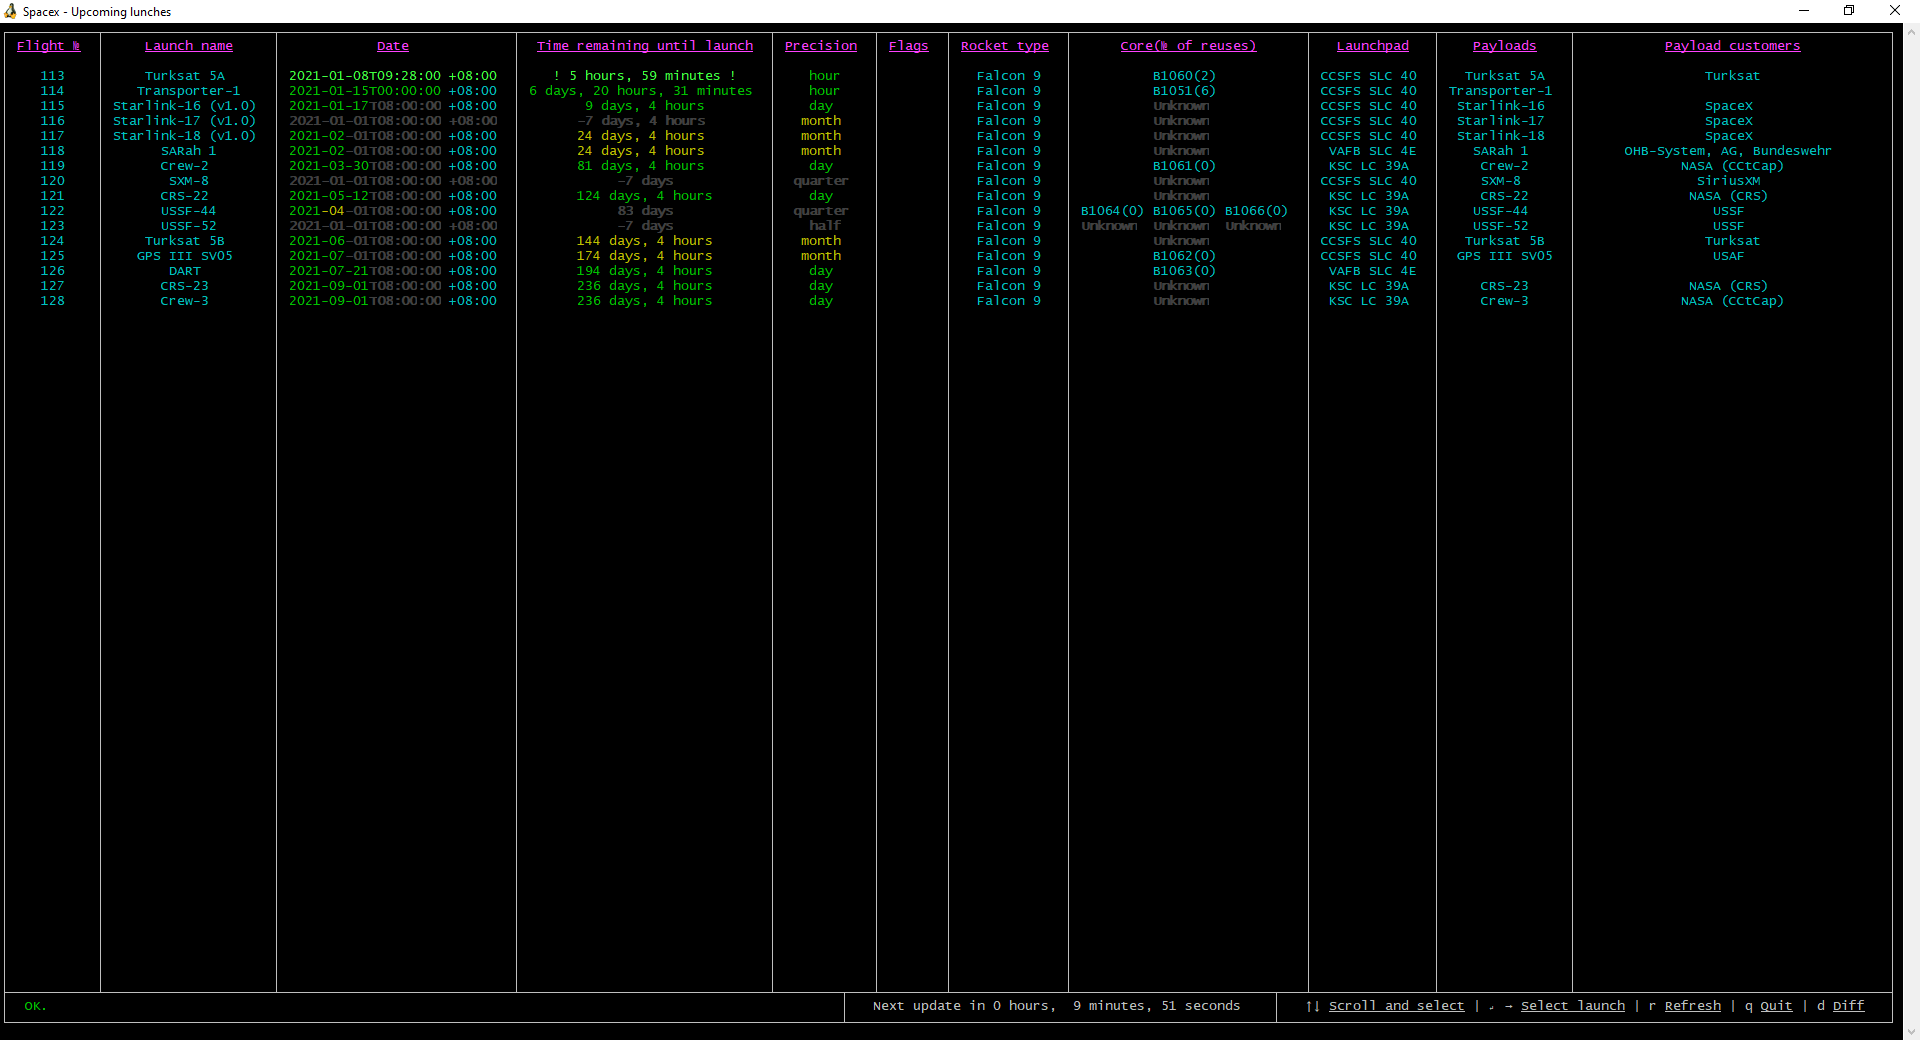 Spacex - Upcoming lunches
Flight № Launch name Date Time remaining until launch Precision Flags Rocket type Core(№ of reuses) Launchpad Payloads Payload customers
113 Turksat 5A 2021-01-08T09:28:00 +08:00 ! 5 hours, 59 minutes ! hour Falcon 9 B1060(2) CCSFS SLC 40 Turksat 5A Turksat
114 Transporter-1 2021-01-15T00:00:00 +08:00 6 days, 20 hours, 31 minutes hour Falcon 9 B1051(6) CCSFS SLC 40 Transporter-1
115 Starlink-16 (v1.0) 2021-01-17T08:00:00 +08:00 9 days, 4 hours day Falcon 9 Unknown CCSFS SLC 40 Starlink-16 SpaceX
116 Starlink-17 (v1.0) 2021-01-01T08:00:00 +08:00 -7 days, 4 hours month Falcon 9 Unknown CCSFS SLC 40 Starlink-17 SpaceX
117 Starlink-18 (v1.0) 2021-02-01T08:00:00 +08:00 24 days, 4 hours month Falcon 9 Unknown CCSFS SLC 40 Starlink-18 SpaceX
118 SARah 1 2021-02-01T08:00:00 +08:00 24 days, 4 hours month Falcon 9 Unknown VAFB SLC 4E SARah 1 OHB-System, AG, Bundeswehr
119 Crew-2 2021-03-30T08:00:00 +08:00 81 days, 4 hours day Falcon 9 B1061(0) KSC LC 39A Crew-2 NASA (CCtCap)
120 SXM-8 2021-01-01T08:00:00 +08:00 -7 days quarter Falcon 9 Unknown CCSFS SLC 40 SXM-8 SiriusXM
121 CRS-22 2021-05-12T08:00:00 +08:00 124 days, 4 hours day Falcon 9 Unknown KSC LC 39A CRS-22 NASA (CRS)
122 USSF-44 2021-04-01T08:00:00 +08:00 83 days quarter Falcon 9 B1064(0) B1065(0) B1066(0) KSC LC 39A USSF-44 USSF
123 USSF-52 2021-01-01T08:00:00 +08:00 -7 days half Falcon 9 Unknown Unknown Unknown KSC LC 39A USSF-52 USSF
124 Turksat 5B 2021-06-01T08:00:00 +08:00 144 days, 4 hours month Falcon 9 Unknown CCSFS SLC 40 Turksat 5B Turksat
125 GPS III SV05 2021-07-01T08:00:00 +08:00 174 days, 4 hours month Falcon 9 B1062(0) CCSFS SLC 40 GPS III SV05 USAF
126 DART 2021-07-21T08:00:00 +08:00 194 days, 4 hours day Falcon 9 B1063(0) VAFB SLC 4E
127 CRS-23 2021-09-01T08:00:00 +08:00 236 days, 4 hours day Falcon 9 Unknown KSC LC 39A CRS-23 NASA (CRS)
128 Crew-3 2021-09-01T08:00:00 +08:00 236 days, 4 hours day Falcon 9 Unknown KSC LC 39A Crew-3 NASA (CCtCap)
OK. Next update in 0 hours, 9 minutes, 51 seconds ↑↓ Scroll and select | ↲ → Select launch | r Refresh | q Quit | d Diff